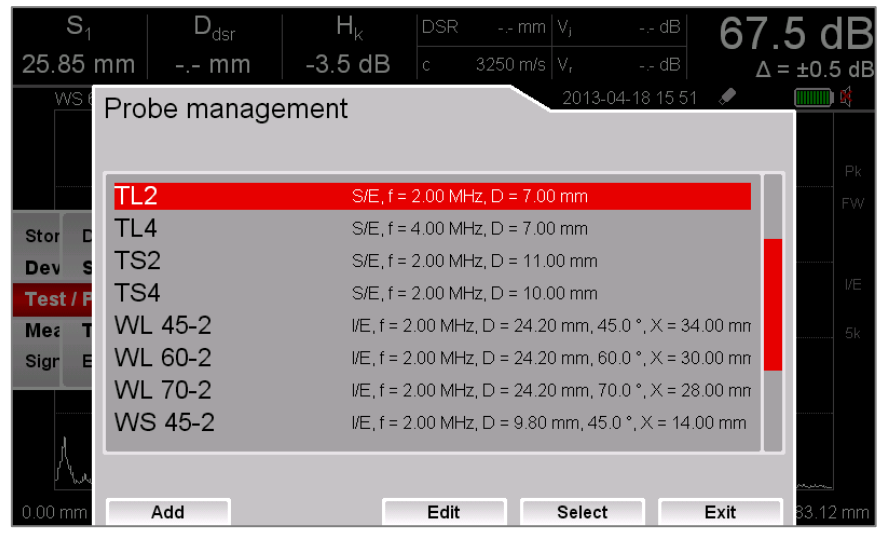 S1 Ddsr Hk DSR -.- mm Vj -.- dB 67.5 dB
25.85 mm -.- mm -3.5 dB c 3250 m/s Vr -.- dB Δ = ±0.5 dB
WS 2013-04-18 15 51
Probe management
Pk
TL2 S/E, f = 2.00 MHz, D = 7.00 mm
FW
TL4 S/E, f = 4.00 MHz, D = 7.00 mm
Stor D
TS2 S/E, f = 2.00 MHz, D = 11.00 mm
Dev S
TS4 S/E, f = 2.00 MHz, D = 10.00 mm
I/E
Test / F
WL 45-2 I/E, f = 2.00 MHz, D = 24.20 mm, 45.0 °, X = 34.00 mm
Mea T
5k
WL 60-2 I/E, f = 2.00 MHz, D = 24.20 mm, 60.0 °, X = 30.00 mm
Sigr E
WL 70-2 I/E, f = 2.00 MHz, D = 24.20 mm, 70.0 °, X = 28.00 mm
WS 45-2 I/E, f = 2.00 MHz, D = 9.80 mm, 45.0 °, X = 14.00 mm
0.00 mm Add Edit Select Exit 83.12 mm